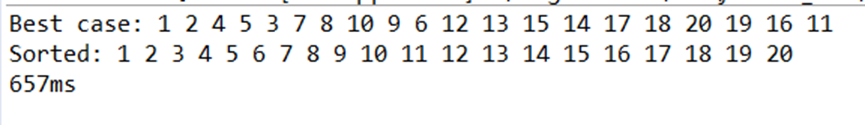 Best case: 1 2 4 5 3 7 8 10 9 6 12 13 15 14 17 18 20 19 16 11
Sorted: 1 2 3 4 5 6 7 8 9 10 11 12 13 14 15 16 17 18 19 20
657ms